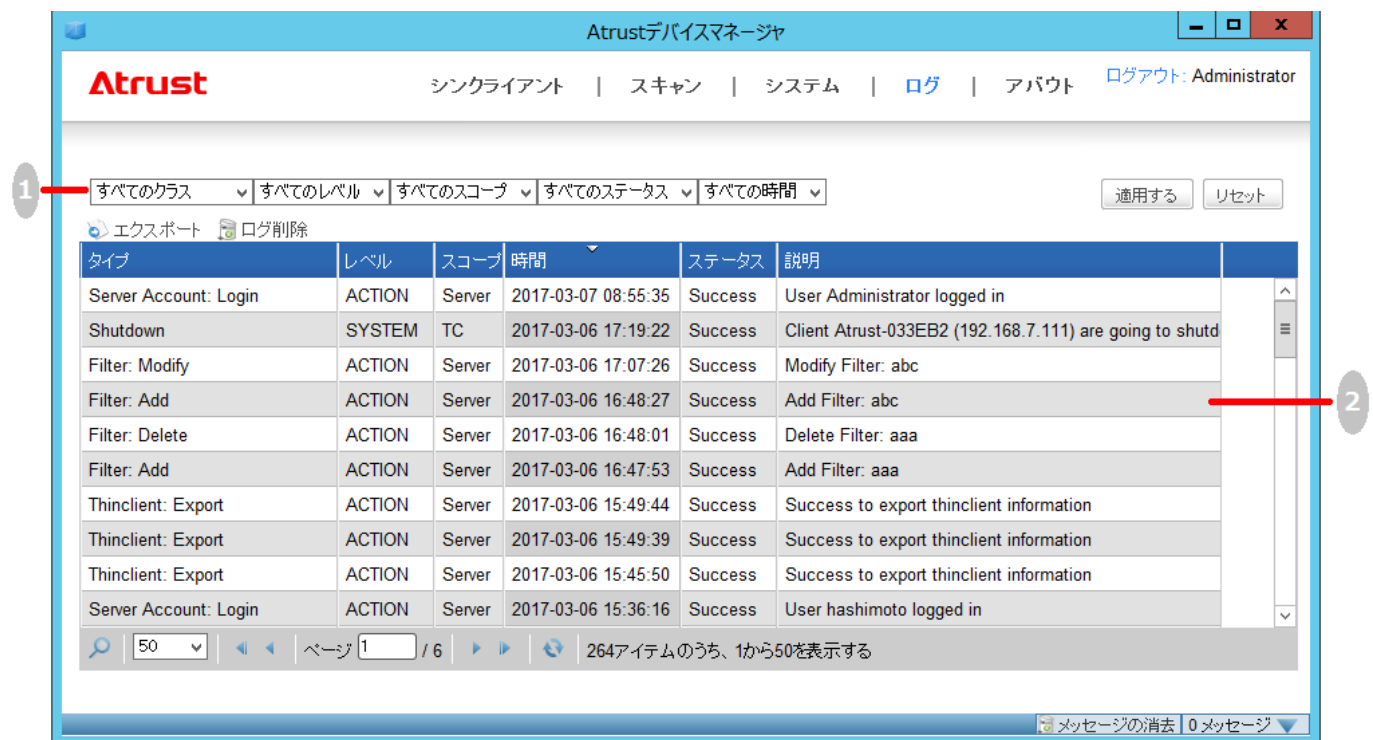 Atrustデバイスマネージャ
Atrust
シンクライアント | スキャン | システム | ログ | アバウト
ログアウト: Administrator
1
すべてのクラス すべてのレベル すべてのスコープ すべてのステータス すべての時間 適用する リセット
エクスポート ログ削除
タイプ レベル スコープ 時間 ステータス 説明
Server Account: Login ACTION Server 2017-03-07 08:55:35 Success User Administrator logged in
Shutdown SYSTEM TC 2017-03-06 17:19:22 Success Client Atrust-033EB2 (192.168.7.111) are going to shutd
Filter: Modify ACTION Server 2017-03-06 17:07:26 Success Modify Filter: abc
Filter: Add ACTION Server 2017-03-06 16:48:27 Success Add Filter: abc
2
Filter: Delete ACTION Server 2017-03-06 16:48:01 Success Delete Filter: aaa
Filter: Add ACTION Server 2017-03-06 16:47:53 Success Add Filter: aaa
Thinclient: Export ACTION Server 2017-03-06 15:49:44 Success Success to export thinclient information
Thinclient: Export ACTION Server 2017-03-06 15:49:39 Success Success to export thinclient information
Thinclient: Export ACTION Server 2017-03-06 15:45:50 Success Success to export thinclient information
Server Account: Login ACTION Server 2017-03-06 15:36:16 Success User hashimoto logged in
50 ページ 1 / 6 264アイテムのうち、1から50を表示する
メッセージの消去 0 メッセージ